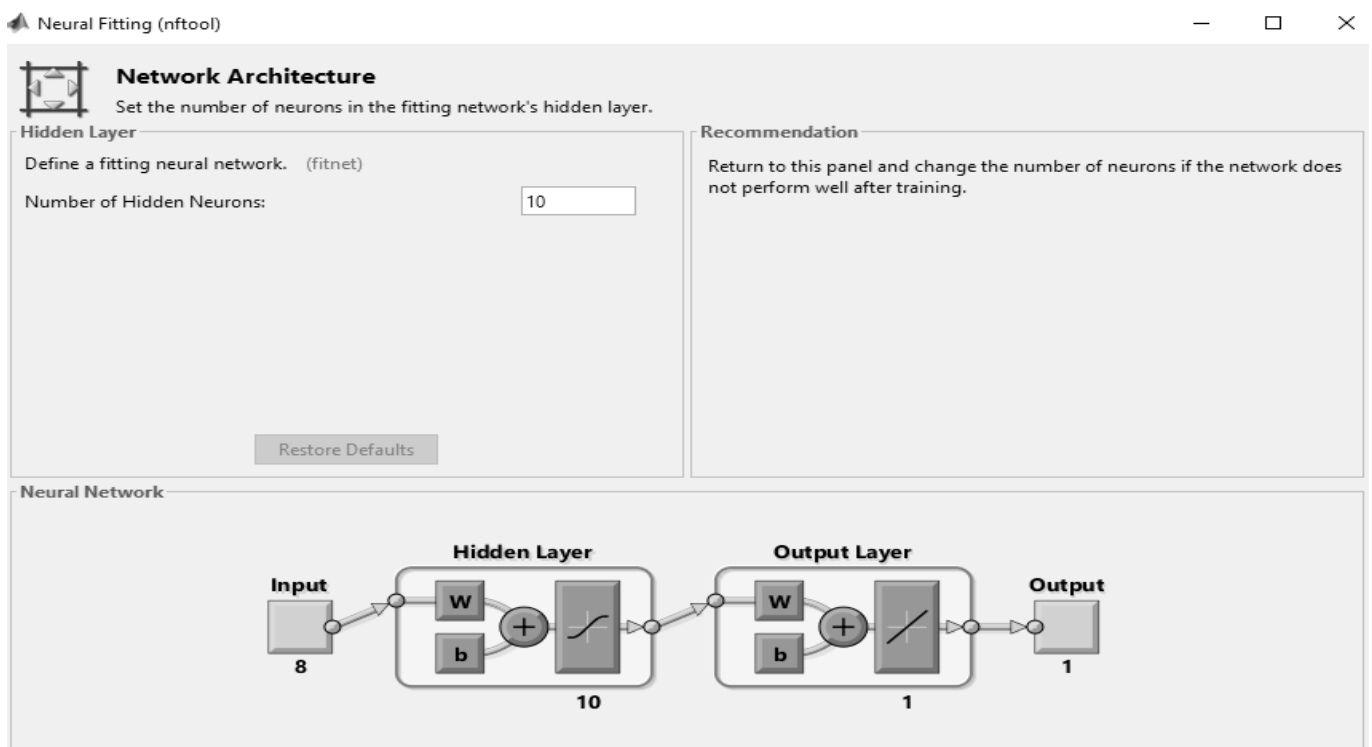 Neural Fitting (nftool)
Network Architecture
Set the number of neurons in the fitting network's hidden layer.
Hidden Layer
Define a fitting neural network. (fitnet)
Number of Hidden Neurons:
10
Restore Defaults
Recommendation
Return to this panel and change the number of neurons if the network does
not perform well after training.
Neural Network
Hidden Layer
Output Layer
Input
Output
W
b
+
W
b
+
8
10
1
1